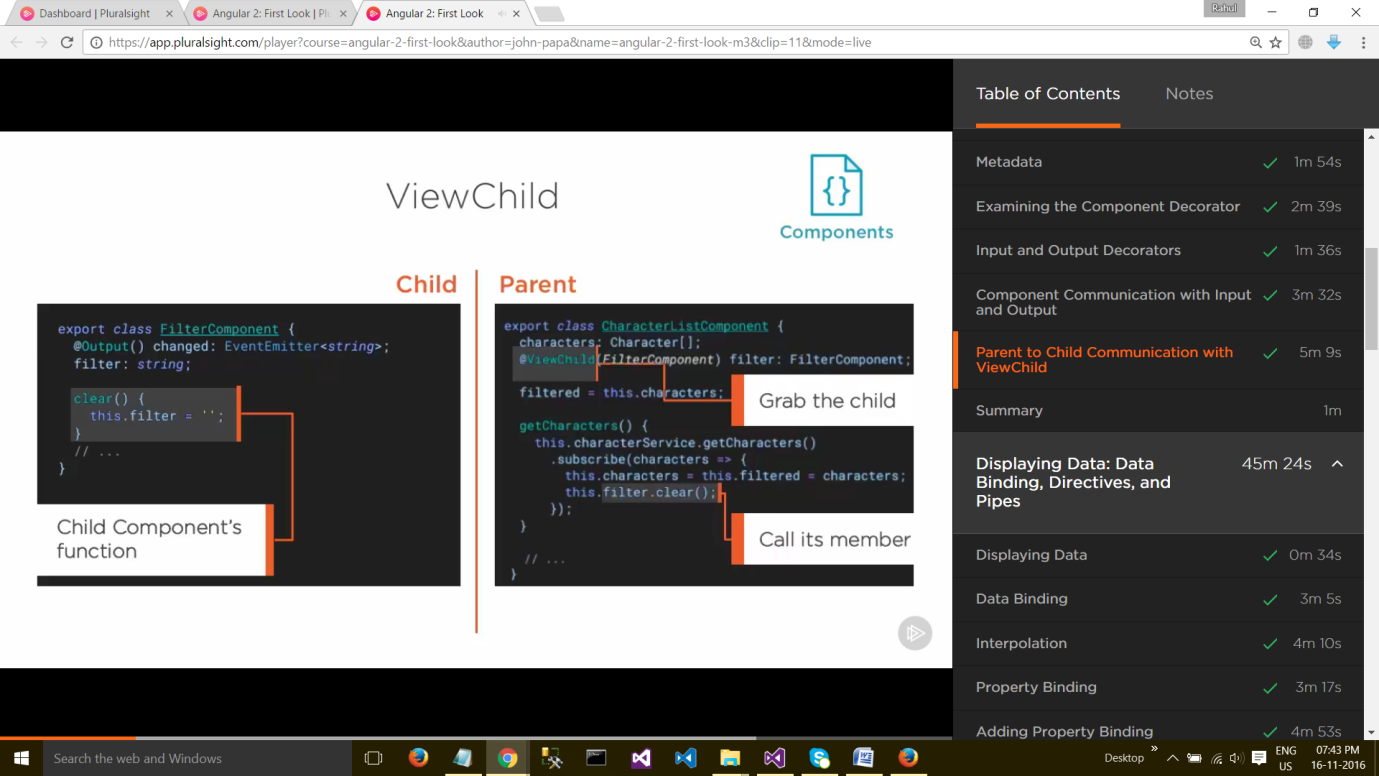 Dashboard | Pluralsight
Angular 2: First Look | Pl
Angular 2: First Look
Rahul
https://app.pluralsight.com/player?course=angular-2-first-look&author=john-papa&name=angular-2-first-look-m3&clip=11&mode=live
ViewChild
Components
Child
export class FilterComponent {
@Output() changed: EventEmitter<string>;
filter: string;
clear() {
this.filter = '';
}
// ...
}
Child Component's
function
Parent
export class CharacterListComponent {
characters: Character[];
@ViewChild(FilterComponent) filter: FilterComponent;
filtered = this.characters;
Grab the child
getCharacters() {
this.characterService.getCharacters()
.subscribe(characters => {
this.characters = this.filtered = characters;
this.filter.clear();
});
}
Call its member
// ...
}
Table of Contents
Notes
Metadata 1m 54s
Examining the Component Decorator 2m 39s
Input and Output Decorators 1m 36s
Component Communication with Input 3m 32s
and Output
Parent to Child Communication with 5m 9s
ViewChild
Summary 1m
Displaying Data: Data 45m 24s
Binding, Directives, and
Pipes
Displaying Data 0m 34s
Data Binding 3m 5s
Interpolation 4m 10s
Property Binding 3m 17s
Adding Property Binding 4m 53s
Search the web and Windows
Desktop
ENG
US
07:43 PM
16-11-2016